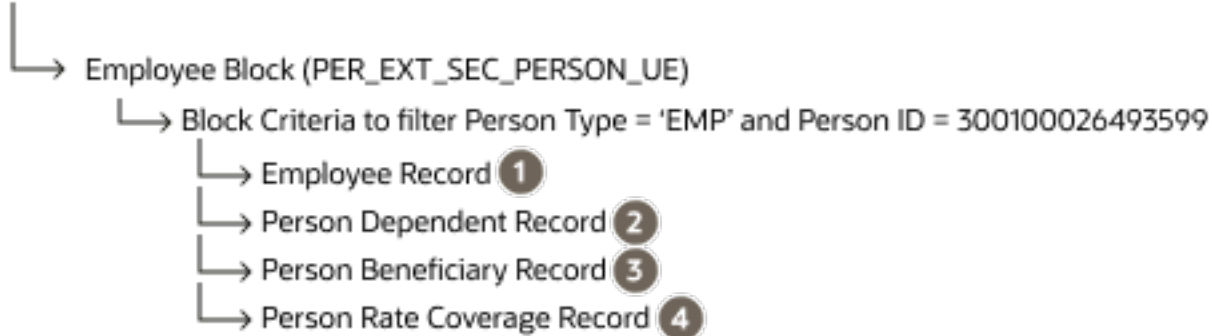 Employee Block (PER_EXT_SEC_PERSON_UE)
Block Criteria to filter Person Type = ‘EMP’ and Person ID = 300100026493599
Employee Record 1
Person Dependent Record 2
Person Beneficiary Record 3
Person Rate Coverage Record 4